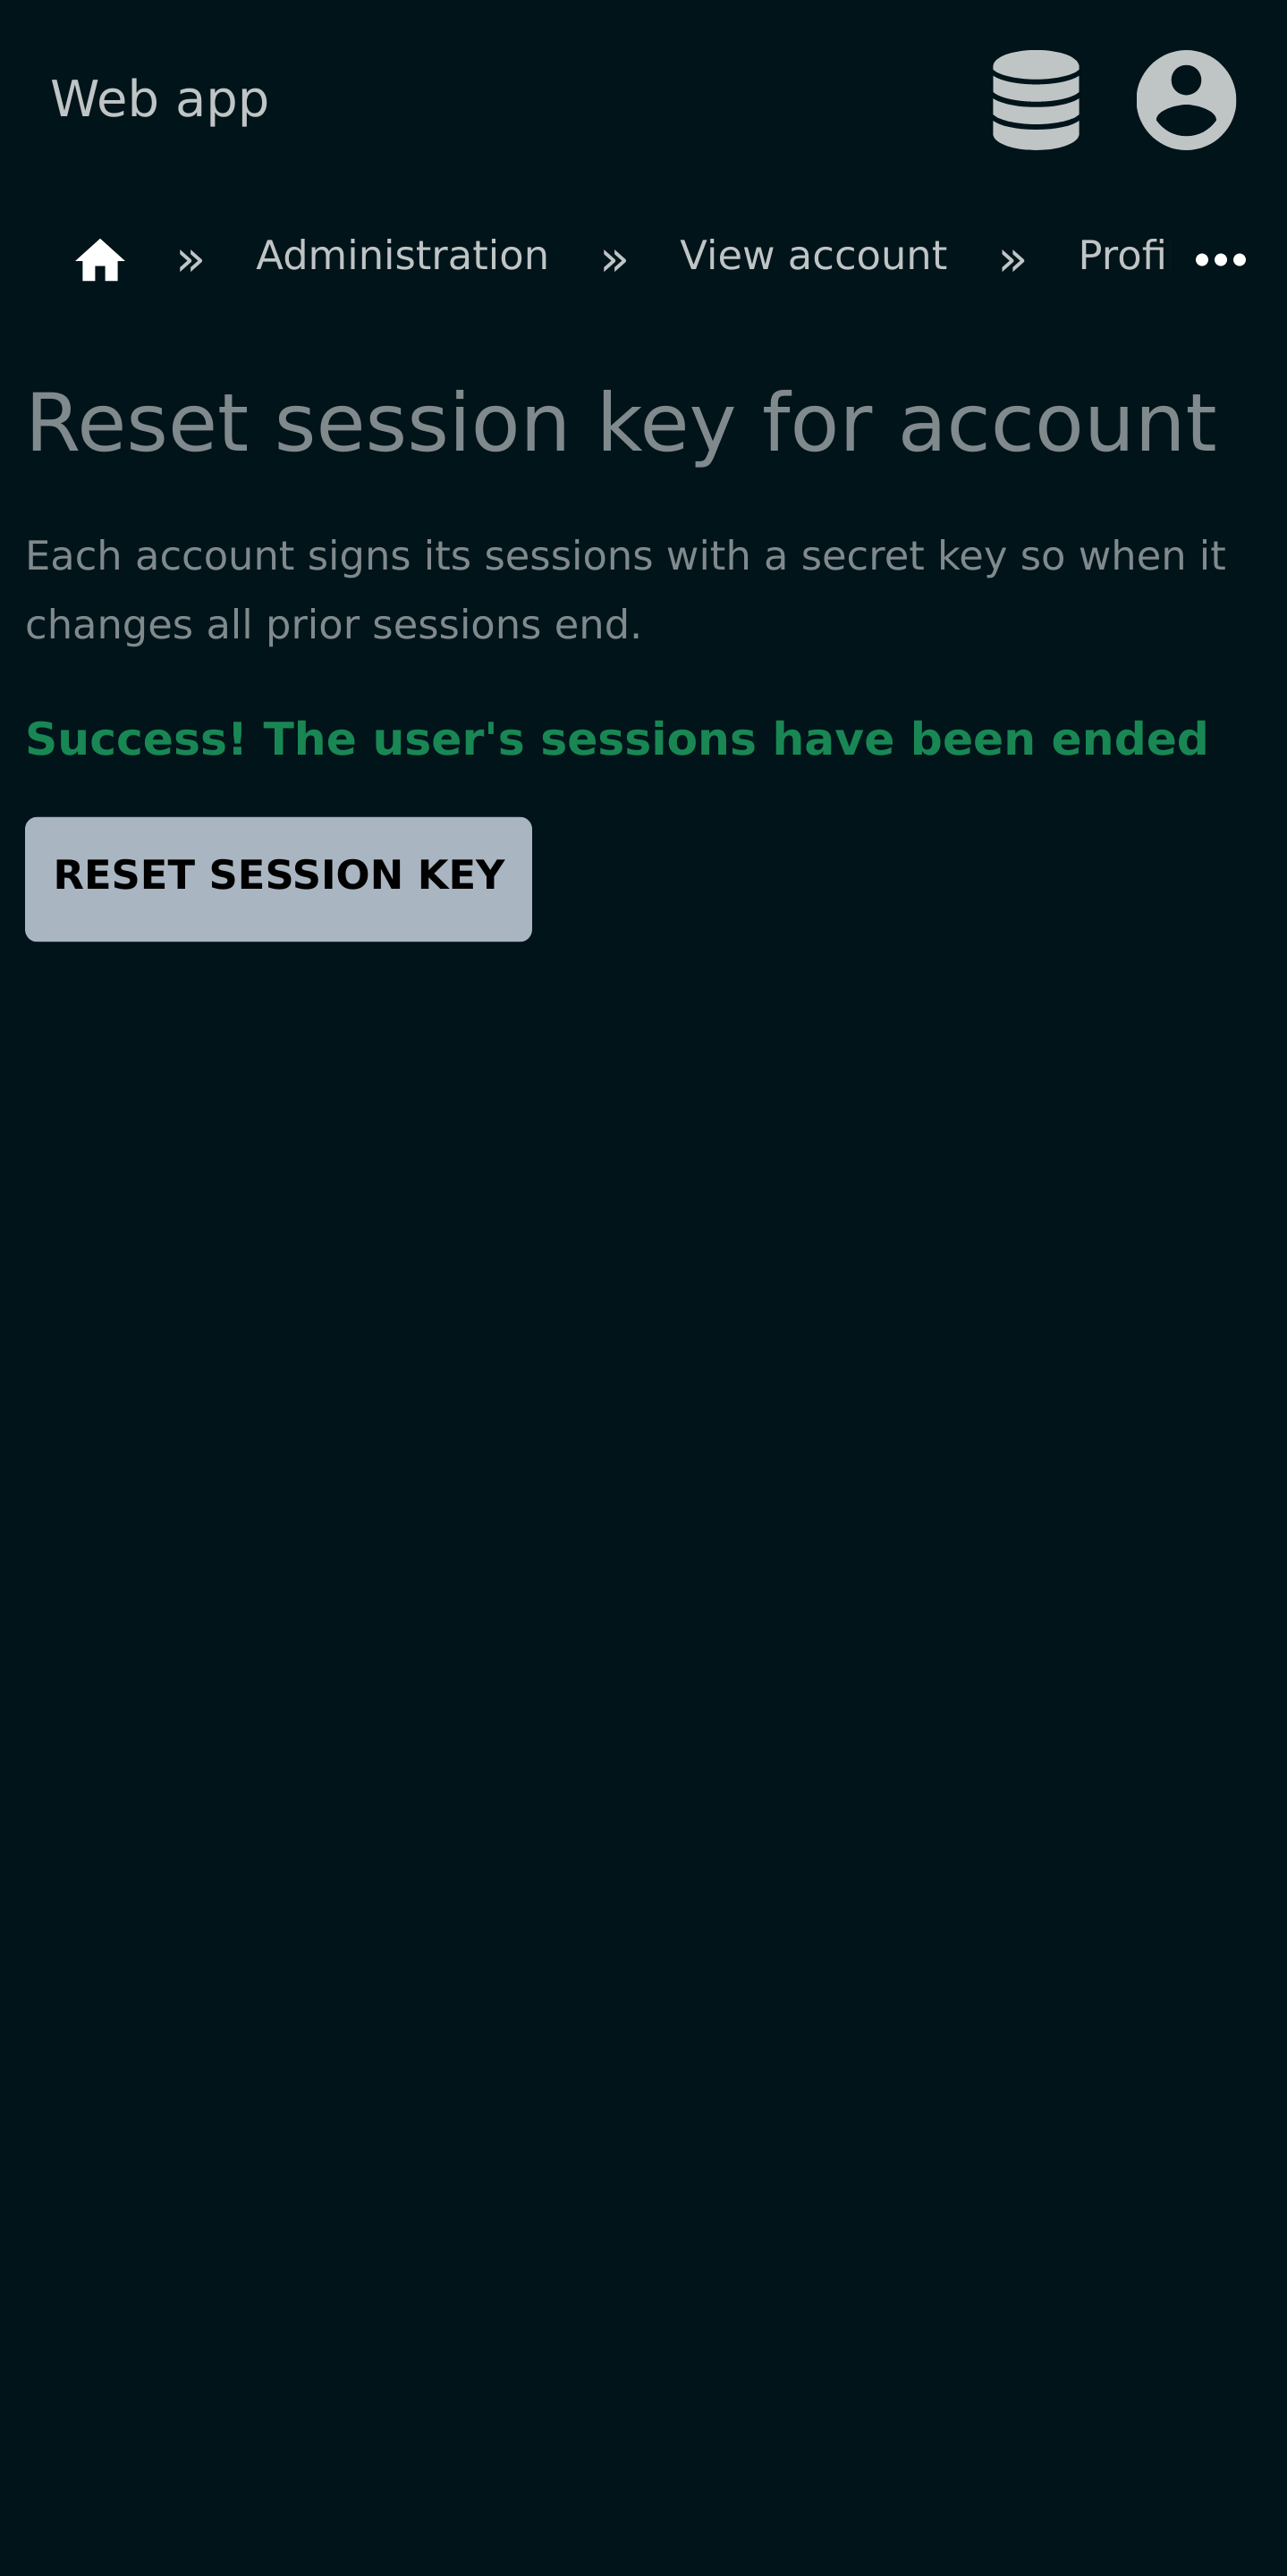 Web app
» Administration » View account » Profi •••
Reset session key for account
Each account signs its sessions with a secret key so when it
changes all prior sessions end.
Success! The user's sessions have been ended
RESET SESSION KEY